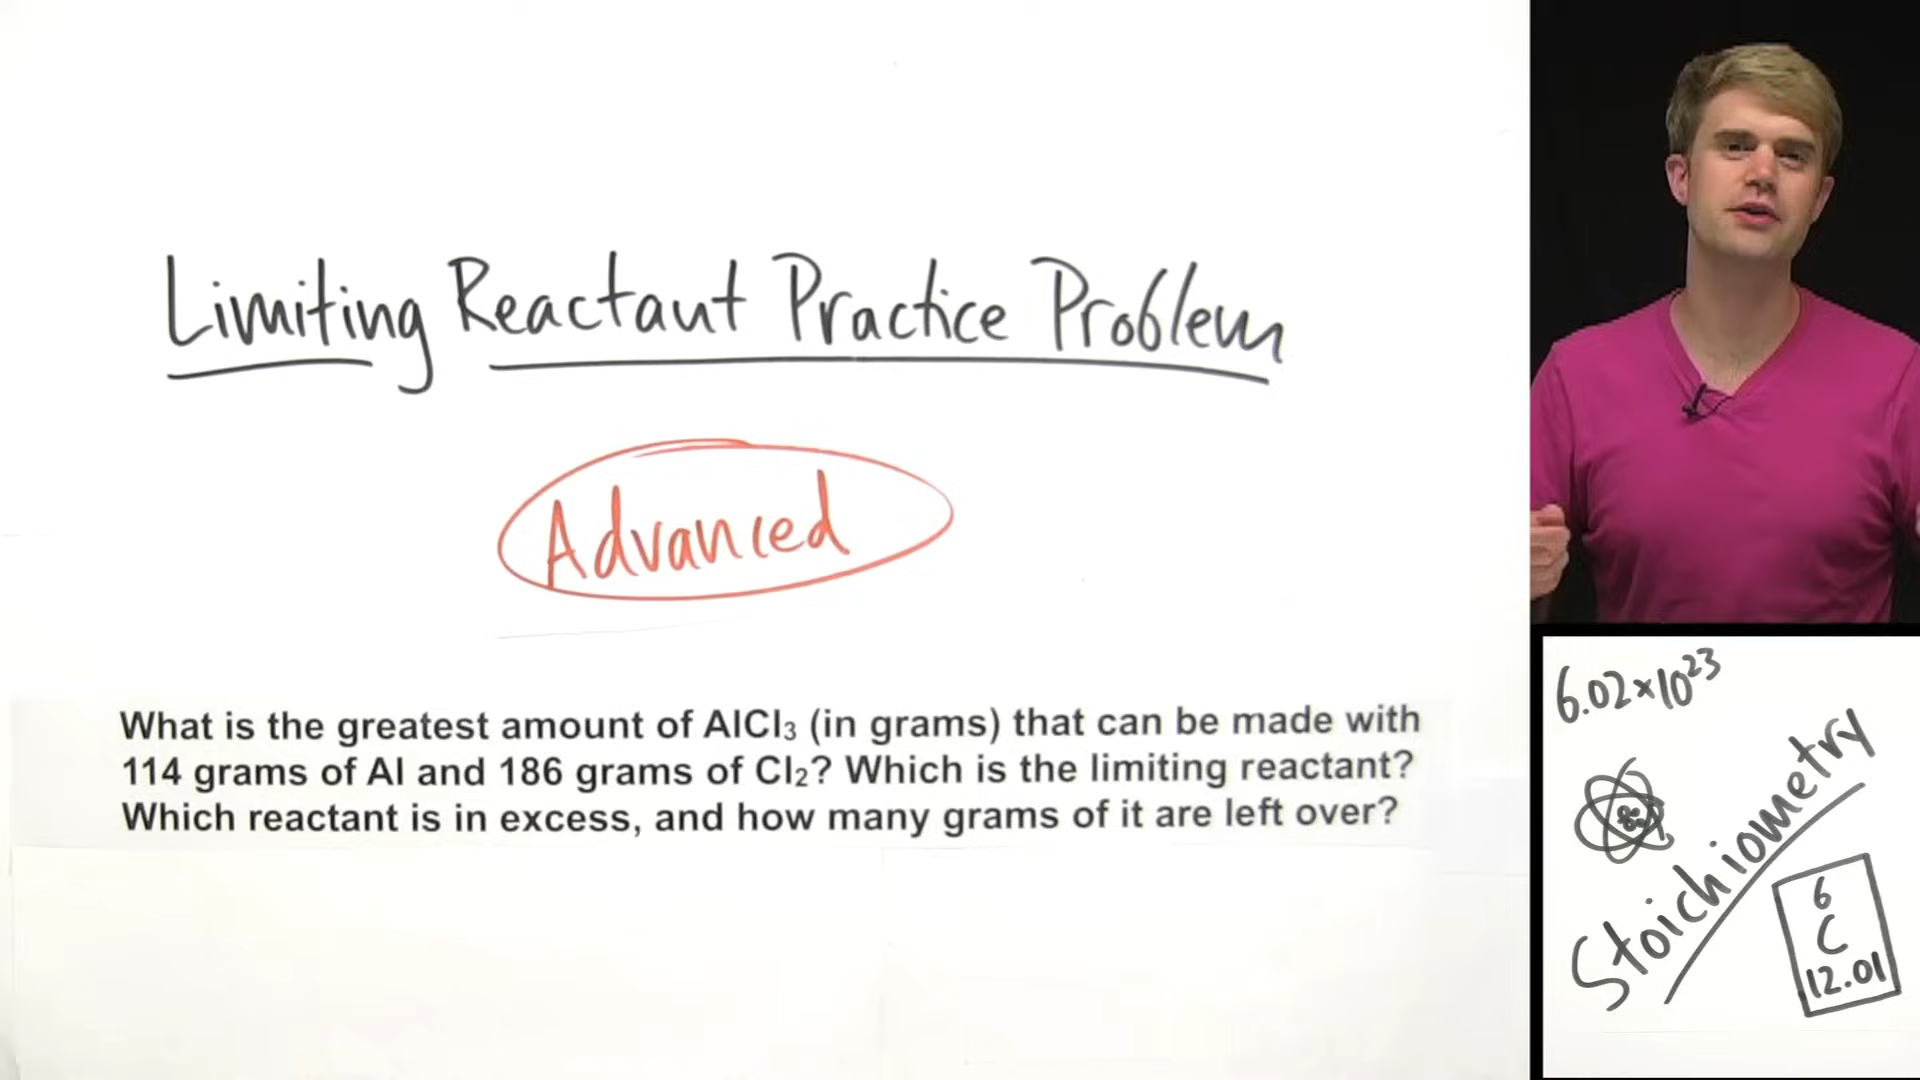 Limiting Reactant Practice Problem
Advanced
What is the greatest amount of AlCl₃ (in grams) that can be made with
114 grams of Al and 186 grams of Cl₂? Which is the limiting reactant?
Which reactant is in excess, and how many grams of it are left over?
6.02×10²³
Stoichiometry
6
C
12.01